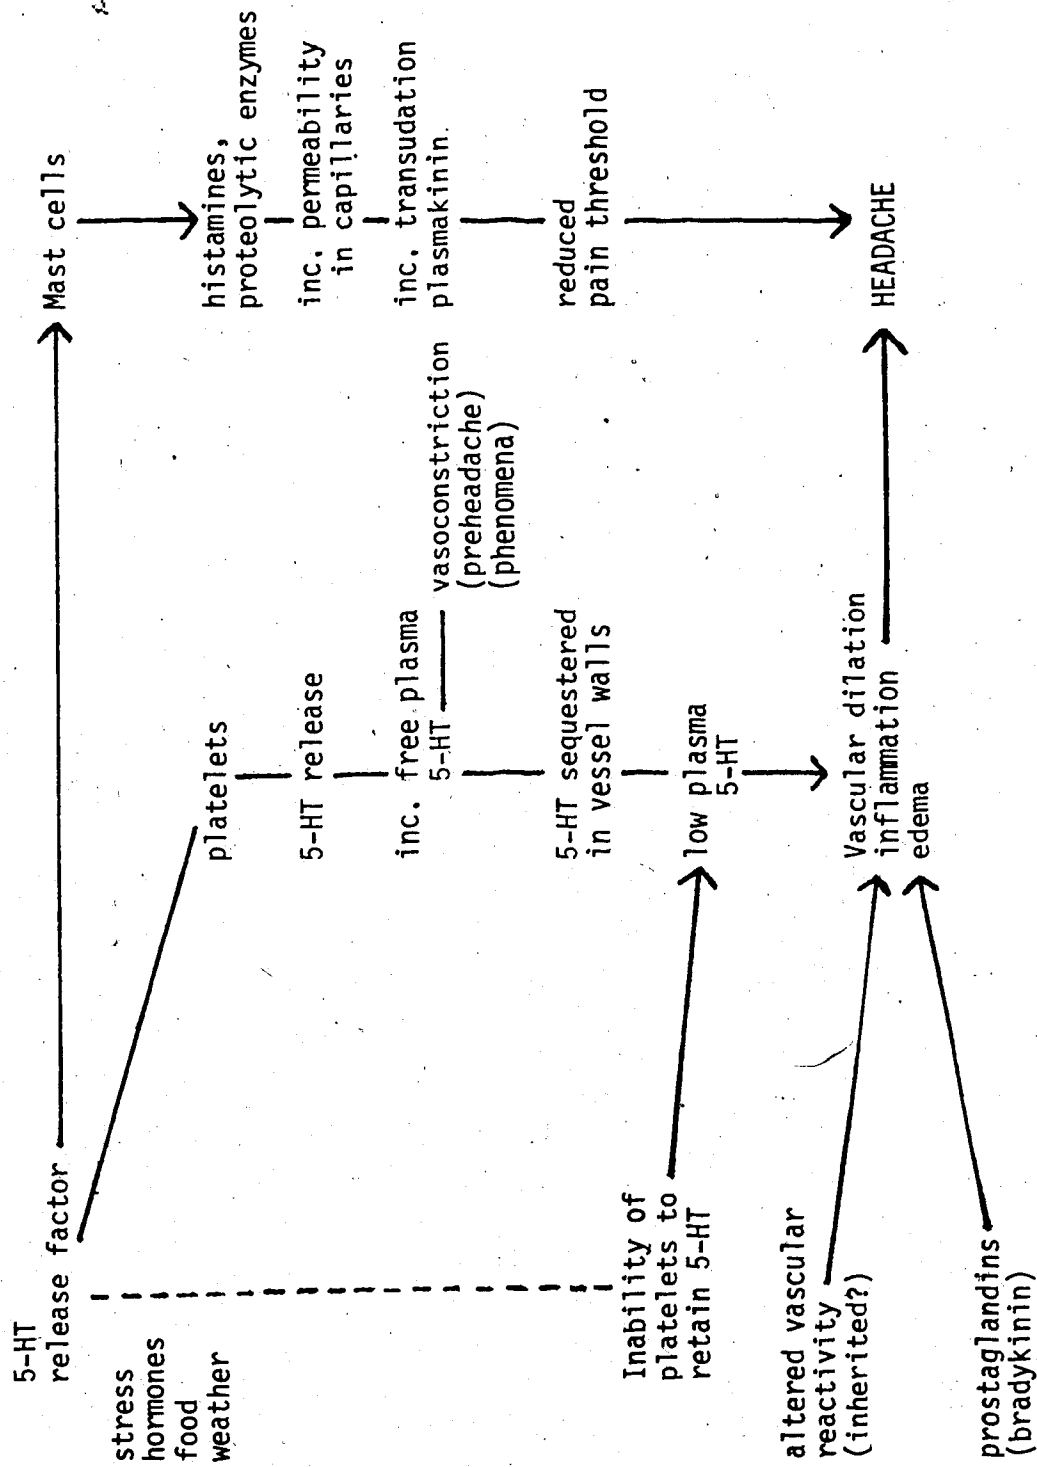 5-HT
release factor
stress
hormones
food
weather
Inability of
platelets to
retain 5-HT
altered vascular
reactivity
(inherited?)
prostaglandins
(bradykinin)
platelets
5-HT release
inc. free plasma
5-HT
vasoconstriction
(preheadache)
(phenomena)
5-HT sequestered
in vessel walls
low plasma
5-HT
Vascular dilation
inflammation
edema
Mast cells
histamines,
proteolytic enzymes
inc. permeability
in capillaries
inc. transudation
plasmakinin.
reduced
pain threshold
HEADACHE